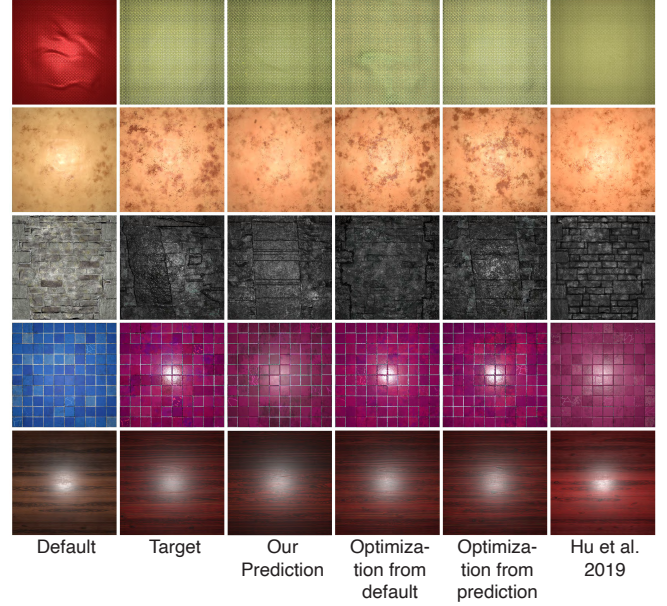 Default
Target
Our
Prediction
Optimiza-
tion from
default
Optimiza-
tion from
prediction
Hu et al.
2019